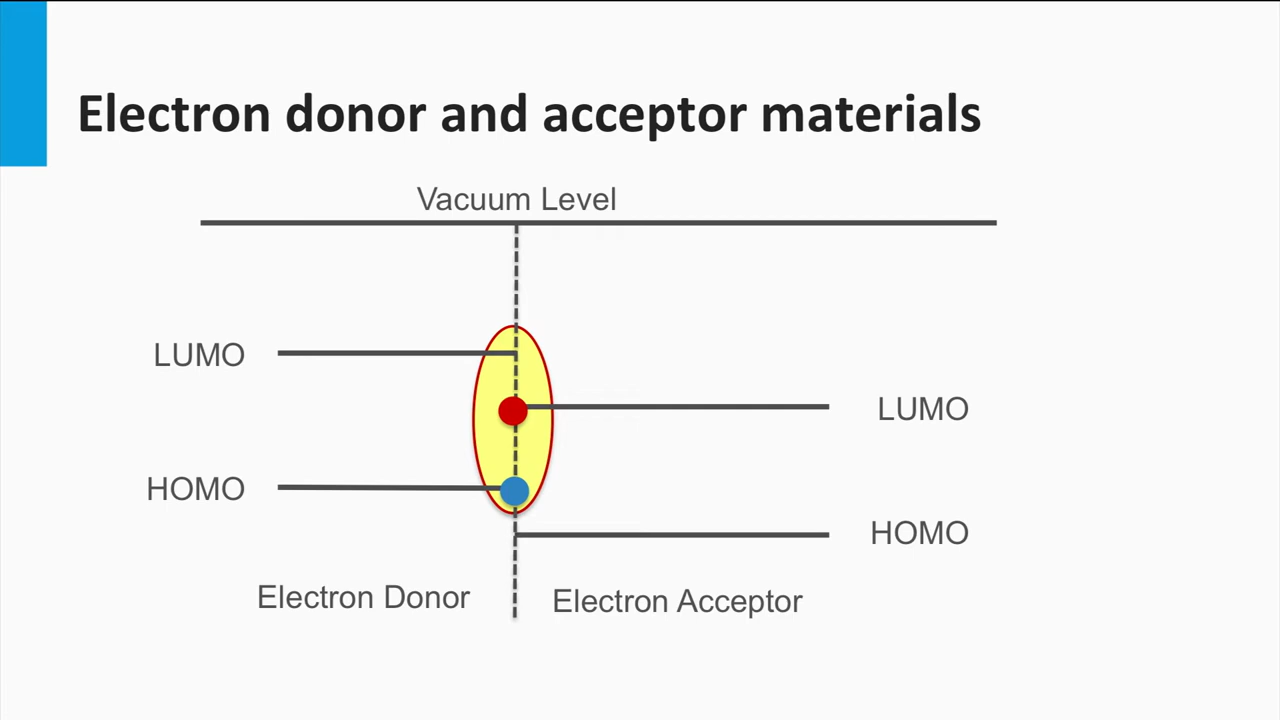 Electron donor and acceptor materials
Vacuum Level
LUMO
LUMO
HOMO
HOMO
Electron Donor
Electron Acceptor